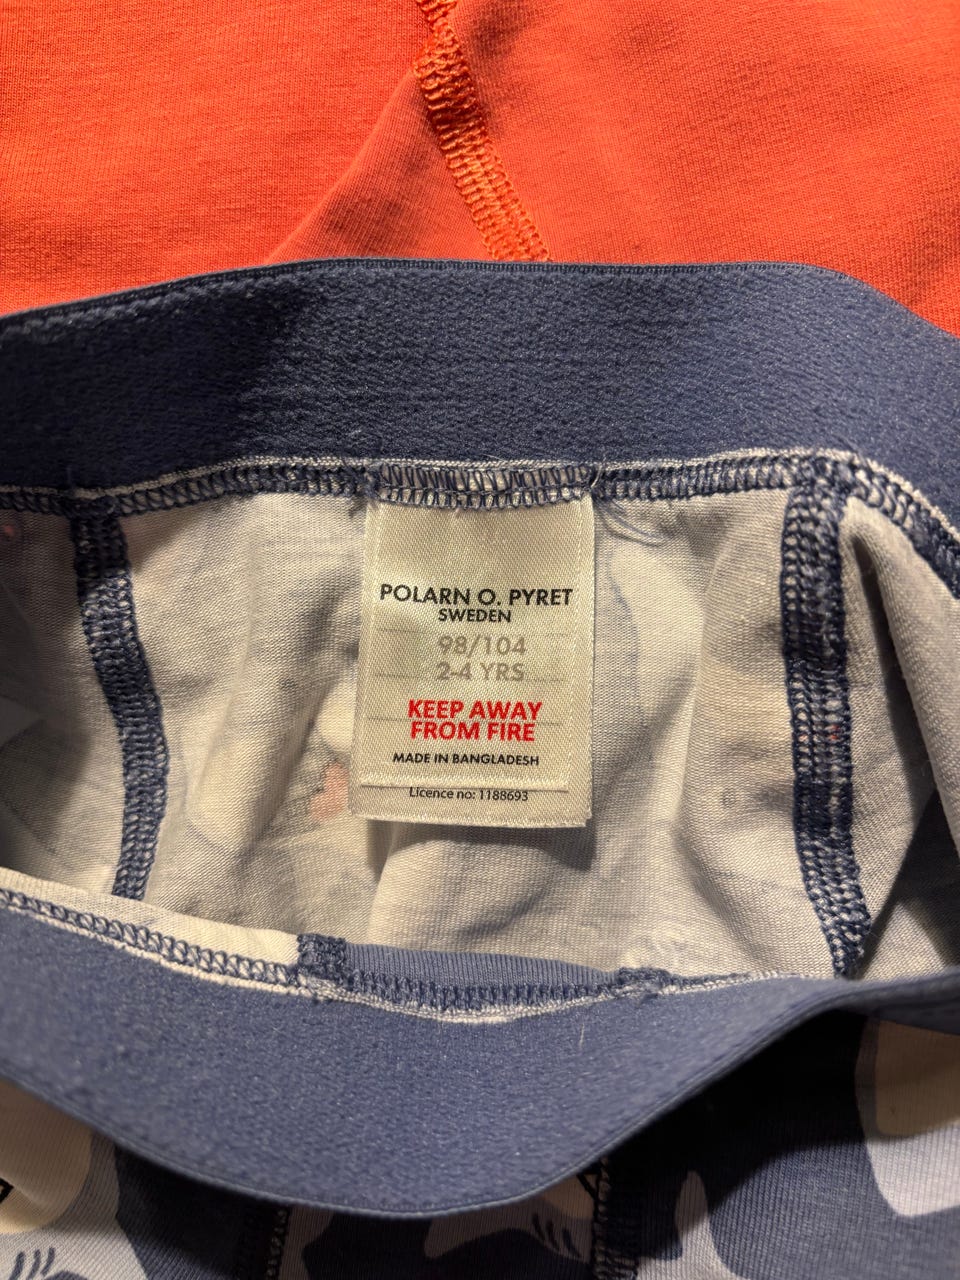 POLARN O. PYRET
SWEDEN
98/104
2-4 YRS
KEEP AWAY
FROM FIRE
MADE IN BANGLADESH
Licence no: 1188693